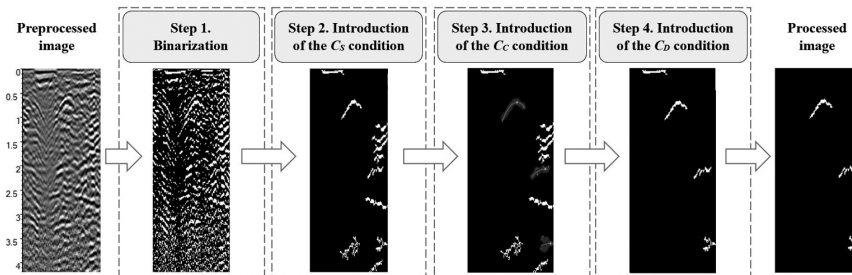 Preprocessed
image
Step 1.
Binarization
Step 2. Introduction
of the CS condition
Step 3. Introduction
of the CC condition
Step 4. Introduction
of the CD condition
Processed
image
0
0.5
1
1.5
2
2.5
3
3.5
4